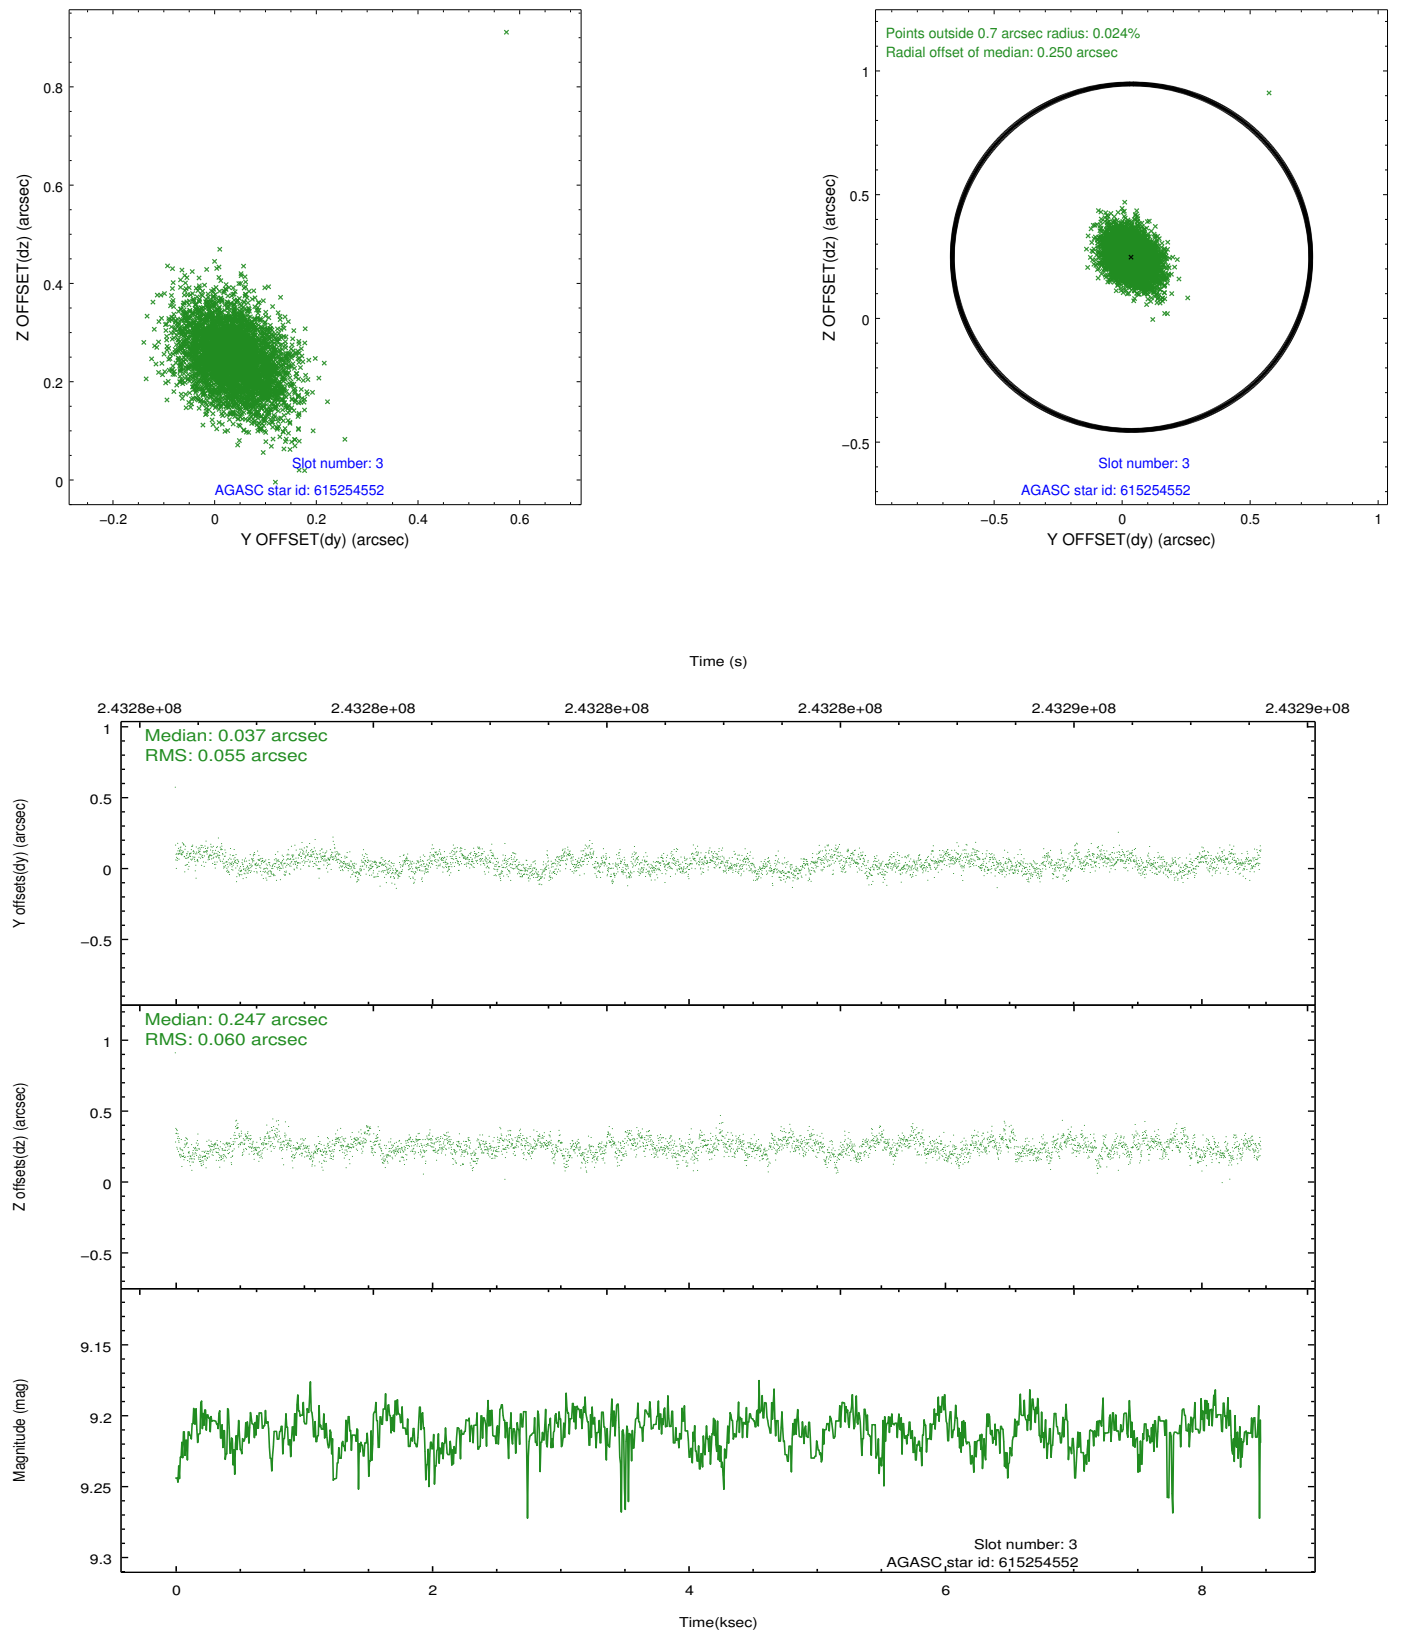 0.8
0.6
0.4
0.2
0
Z OFFSET(dz) (arcsec)
Slot number: 3
AGASC star id: 615254552
−0.2 0 0.2 0.4 0.6
Y OFFSET(dy) (arcsec)
Points outside 0.7 arcsec radius: 0.024%
Radial offset of median: 0.250 arcsec
1
0.5
0
−0.5
Z OFFSET(dz) (arcsec)
Slot number: 3
AGASC star id: 615254552
−0.5 0 0.5 1
Y OFFSET(dy) (arcsec)
Time (s)
2.4328e+08 2.4328e+08 2.4328e+08 2.4328e+08 2.4329e+08 2.4329e+08
Median: 0.037 arcsec
RMS: 0.055 arcsec
1
0.5
0
−0.5
Y offsets(dy) (arcsec)
Median: 0.247 arcsec
RMS: 0.060 arcsec
1
0.5
0
−0.5
Z offsets(dz) (arcsec)
9.15
9.2
9.25
9.3
Magnitude (mag)
Slot number: 3
AGASC star id: 615254552
0 2 4 6 8
Time(ksec)